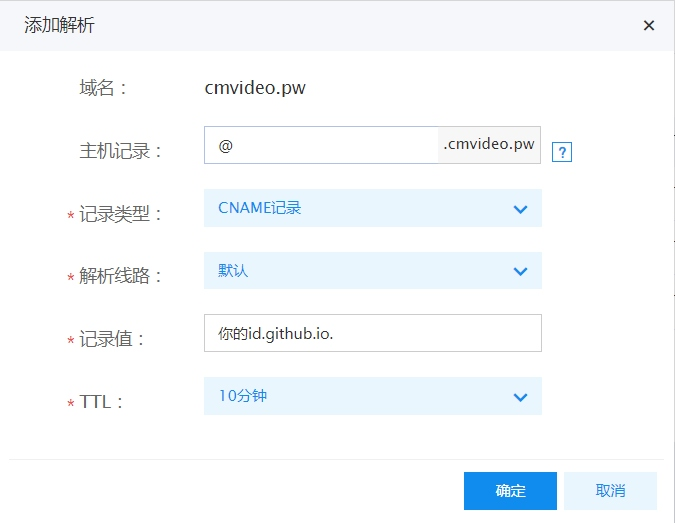 添加解析 ×
域名： cmvideo.pw
主机记录： @ .cmvideo.pw ?
* 记录类型： CNAME记录
* 解析线路： 默认
* 记录值： 你的id.github.io.
* TTL： 10分钟
确定 取消